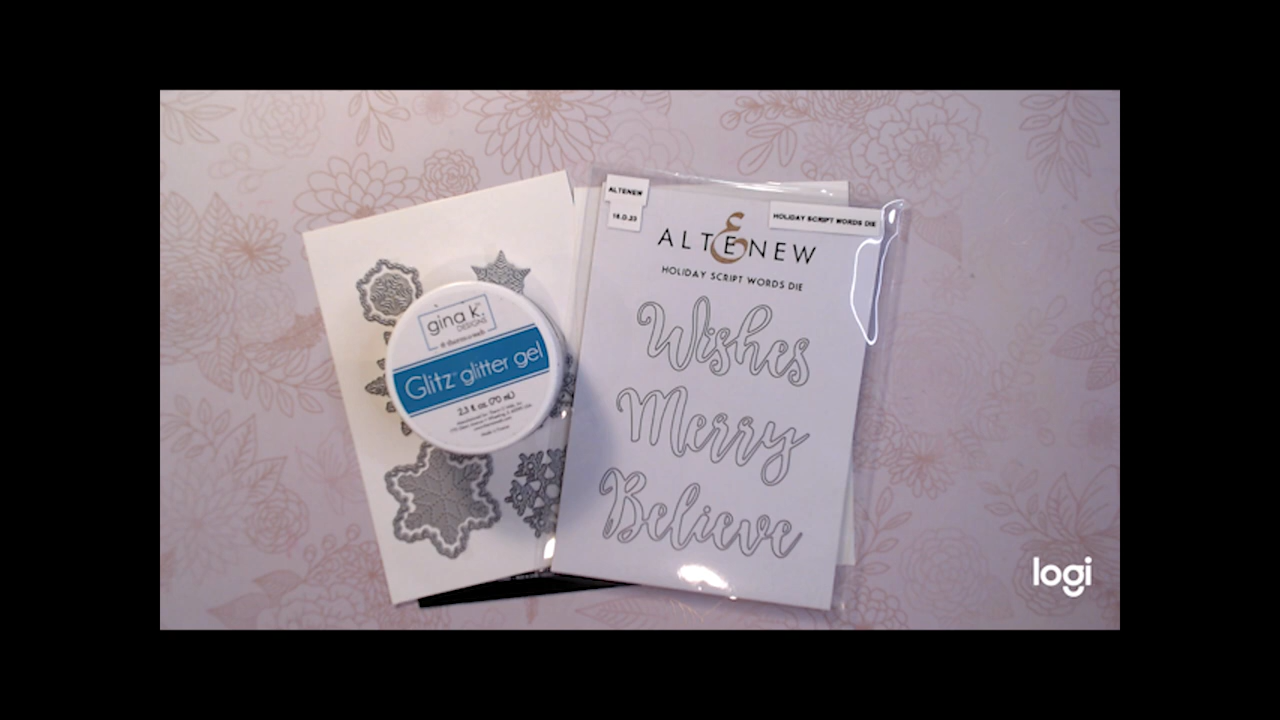 gina K.
DESIGNS
Glitz glitter gel
2.3 fl. oz. (70 mL)
ALTENEW
HOLIDAY SCRIPT WORDS DIE
ALTENEW
HOLIDAY SCRIPT WORDS DIE
Wishes
Merry
Believe
logi